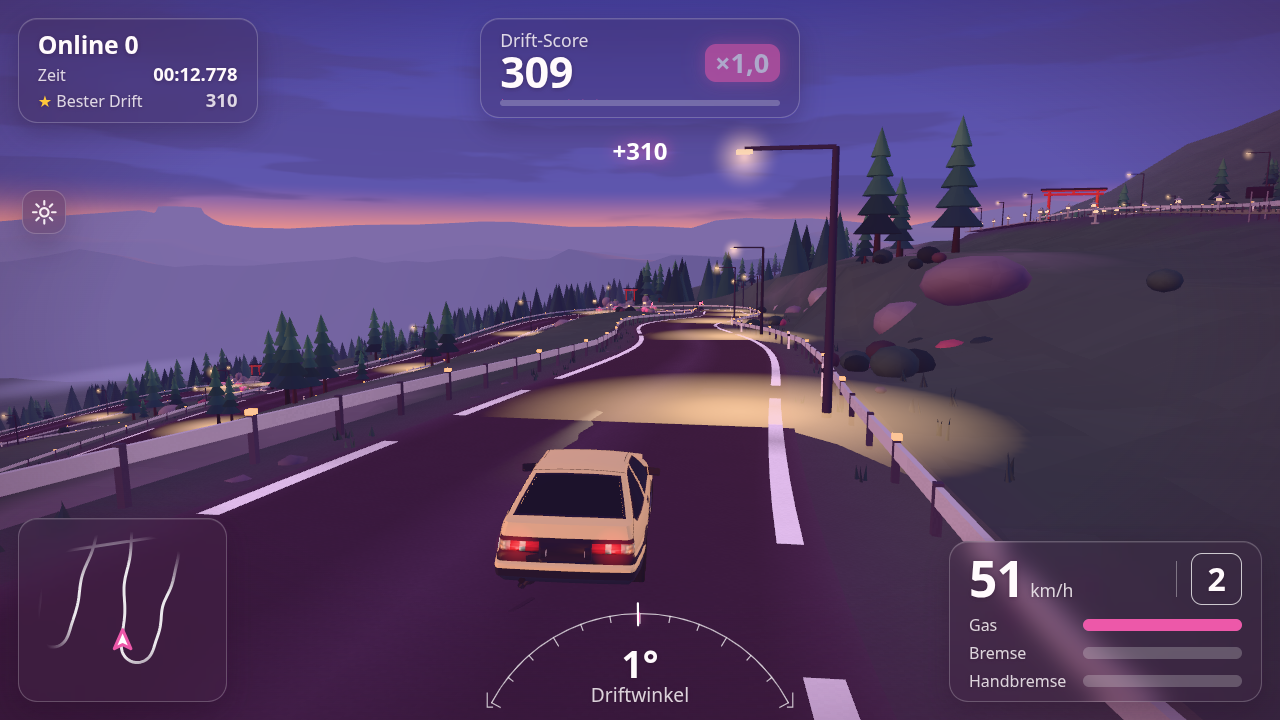 Online 0
Zeit 00:12.778
★ Bester Drift 310
Drift-Score
309
×1,0
+310
1°
Driftwinkel
51 km/h 2
Gas
Bremse
Handbremse